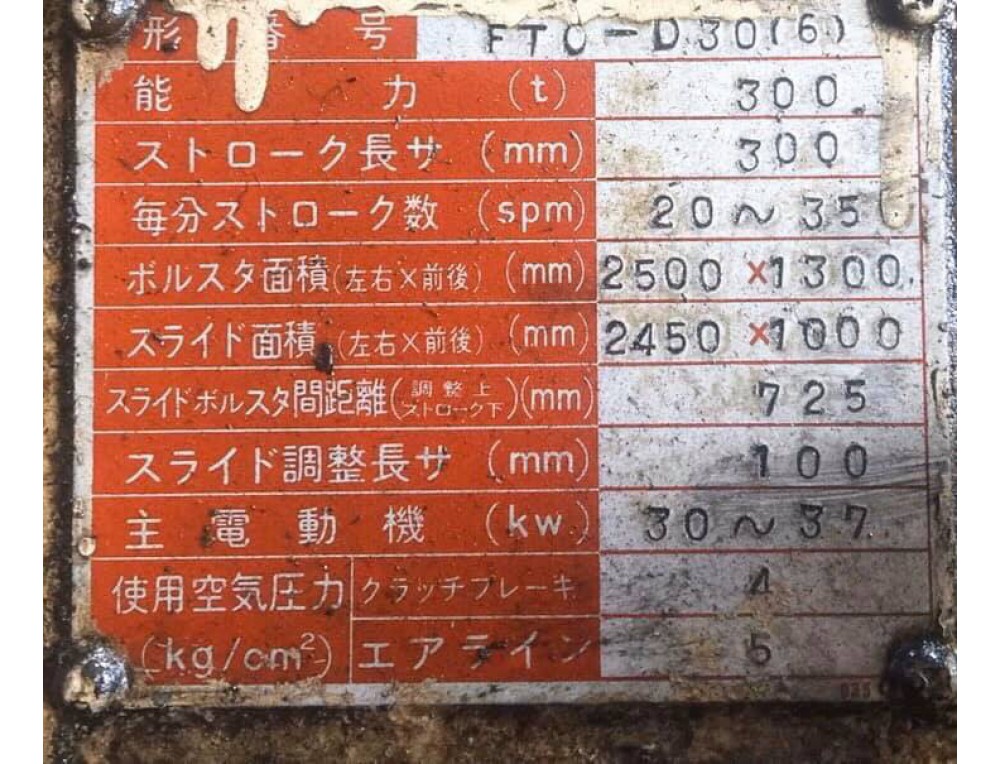 形 番 号 FTO-D30(6)
能 力 (t) 300
ストローク長サ (mm) 300
毎分ストローク数 (spm) 20～35
ボルスタ面積(左右×前後) (mm) 2500 ×1300
スライド面積 (左右×前後) (mm) 2450 ×1000
スライドボルスタ間距離(調整上ストローク下)(mm) 725
スライド調整長サ (mm) 100
主 電 動 機 (kw) 30～37
使用空気圧力 クラッチブレーキ 4
(kg/cm²) エアライン 5